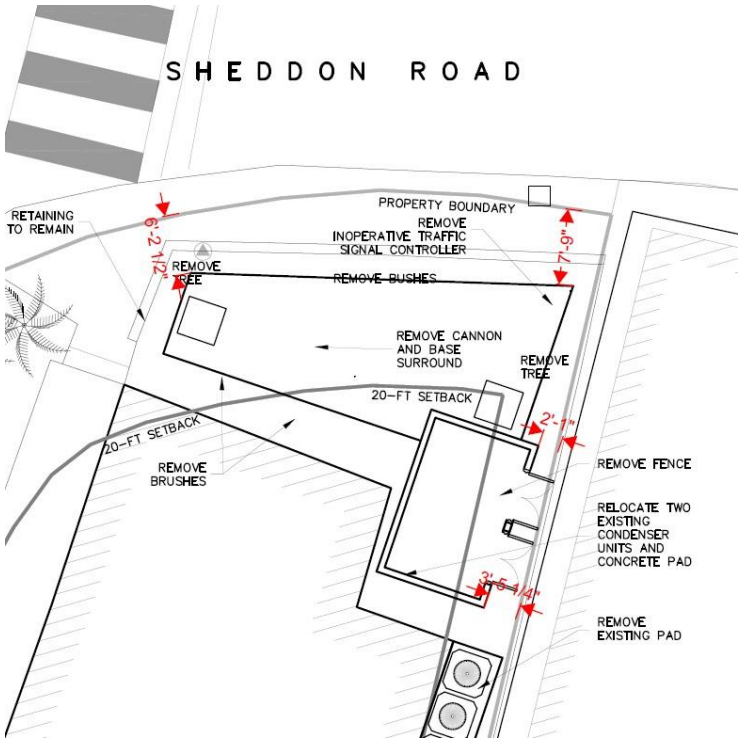 SHEDDON ROAD
PROPERTY BOUNDARY
RETAINING
TO REMAIN
6'-2 1/2"
REMOVE
INOPERATIVE TRAFFIC
SIGNAL CONTROLLER
7'-9"
REMOVE
TREE
REMOVE BUSHES
REMOVE CANNON
AND BASE
SURROUND
REMOVE
TREE
20-FT SETBACK
20-FT SETBACK
2'-1"
REMOVE
BRUSHES
REMOVE FENCE
RELOCATE TWO
EXISTING
CONDENSER
UNITS AND
CONCRETE PAD
3'-5 1/4"
REMOVE
EXISTING PAD